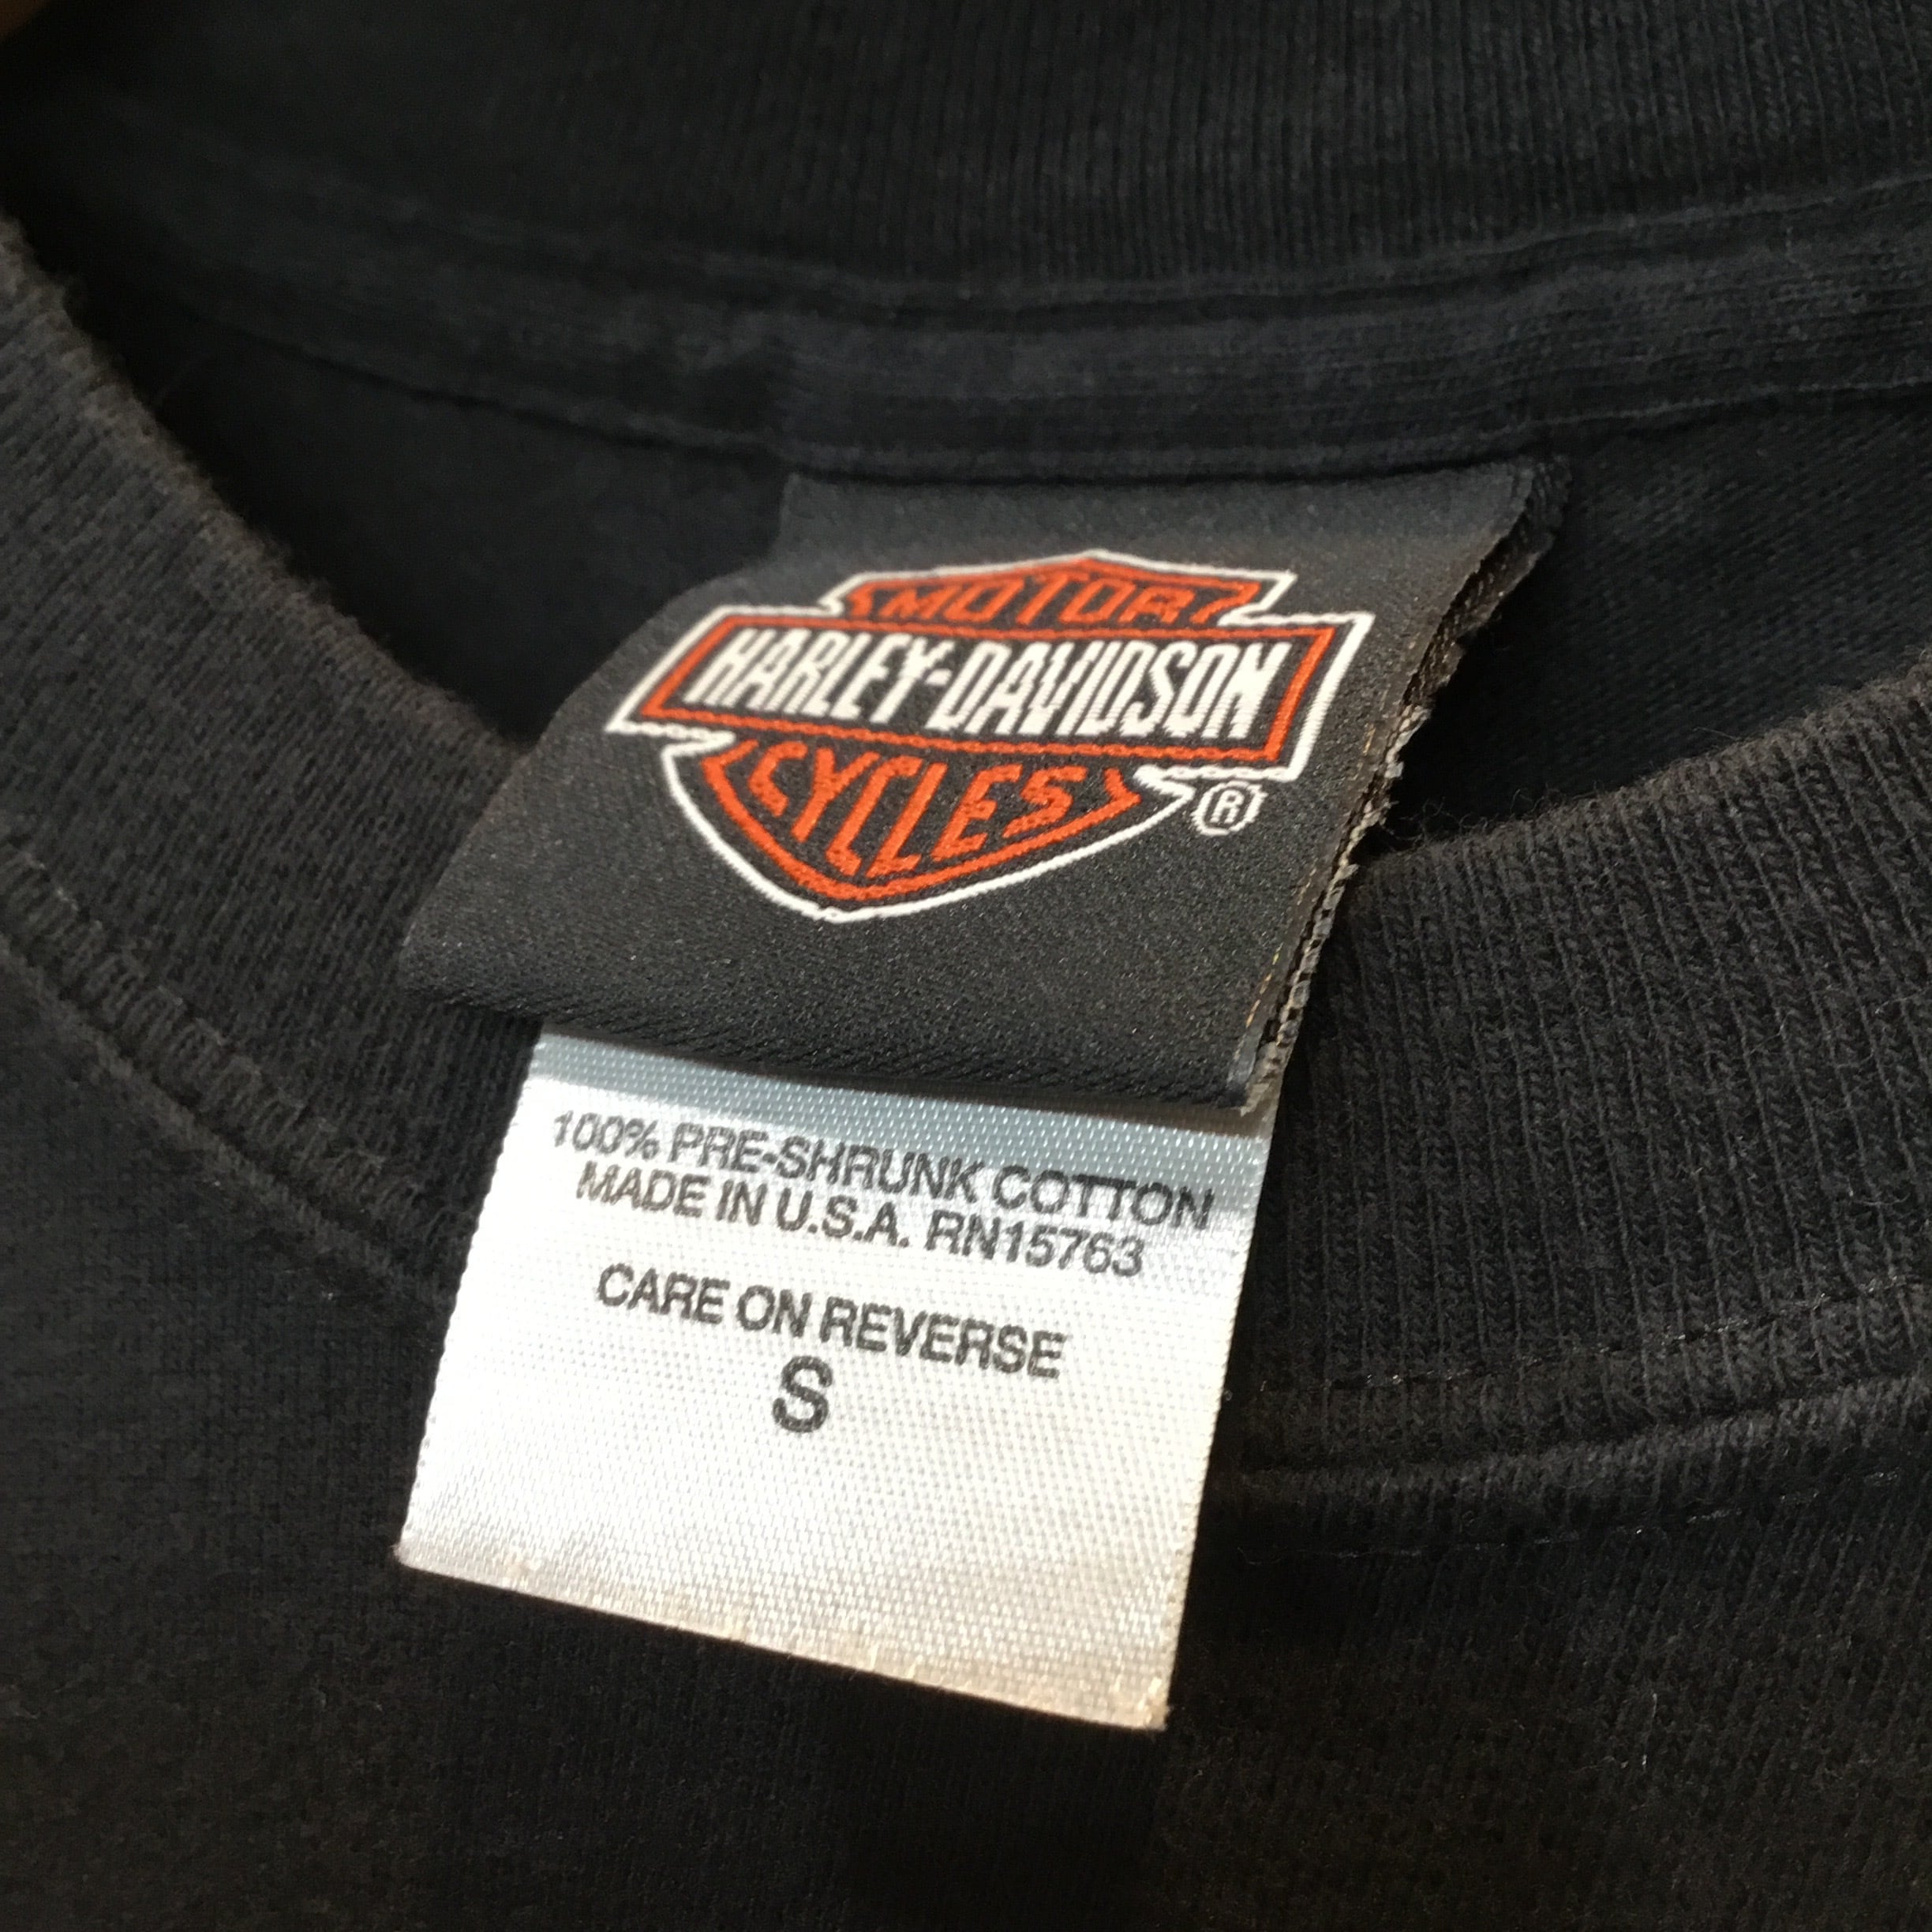 MOTOR
HARLEY-DAVIDSON
CYCLES
®
100% PRE-SHRUNK COTTON
MADE IN U.S.A. RN15763
CARE ON REVERSE
S